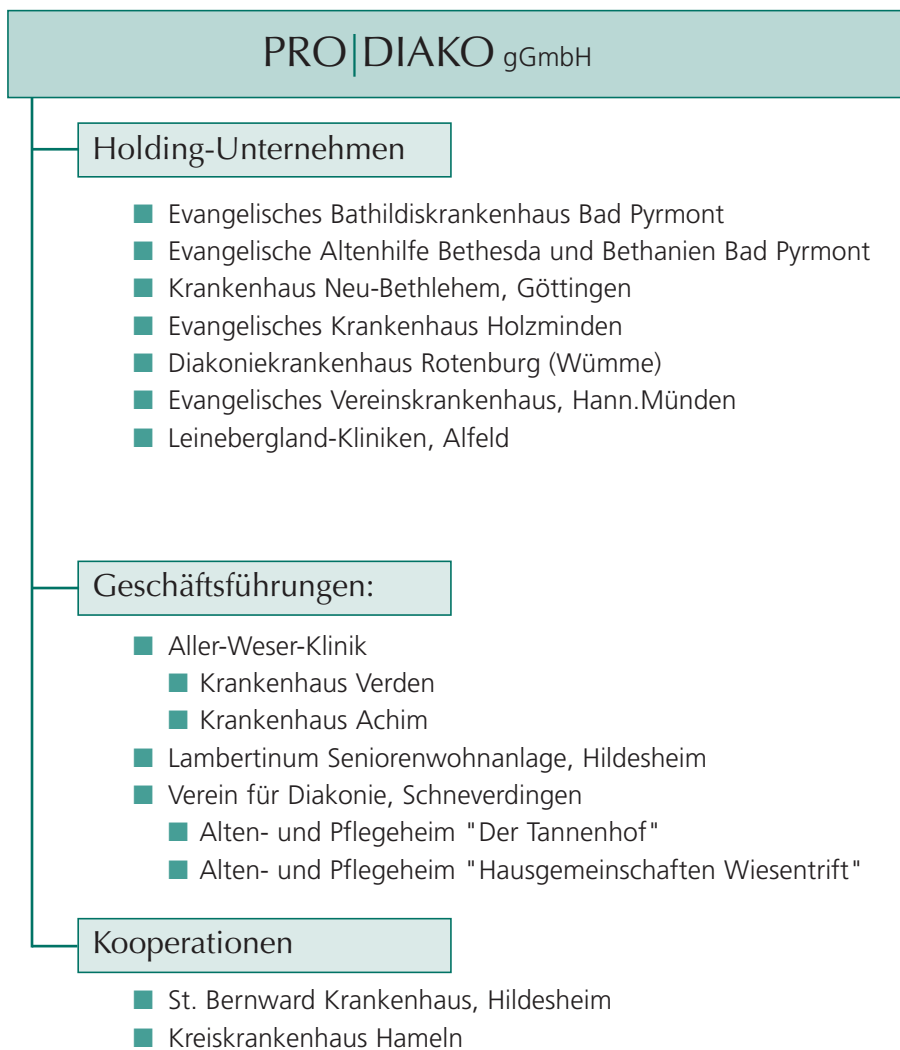 PRO|DIAKO gGmbH
Holding-Unternehmen
Evangelisches Bathildiskrankenhaus Bad Pyrmont
Evangelische Altenhilfe Bethesda und Bethanien Bad Pyrmont
Krankenhaus Neu-Bethlehem, Göttingen
Evangelisches Krankenhaus Holzminden
Diakoniekrankenhaus Rotenburg (Wümme)
Evangelisches Vereinskrankenhaus, Hann.Münden
Leinebergland-Kliniken, Alfeld
Geschäftsführungen:
Aller-Weser-Klinik
Krankenhaus Verden
Krankenhaus Achim
Lambertinum Seniorenwohnanlage, Hildesheim
Verein für Diakonie, Schneverdingen
Alten- und Pflegeheim "Der Tannenhof"
Alten- und Pflegeheim "Hausgemeinschaften Wiesentrift"
Kooperationen
St. Bernward Krankenhaus, Hildesheim
Kreiskrankenhaus Hameln